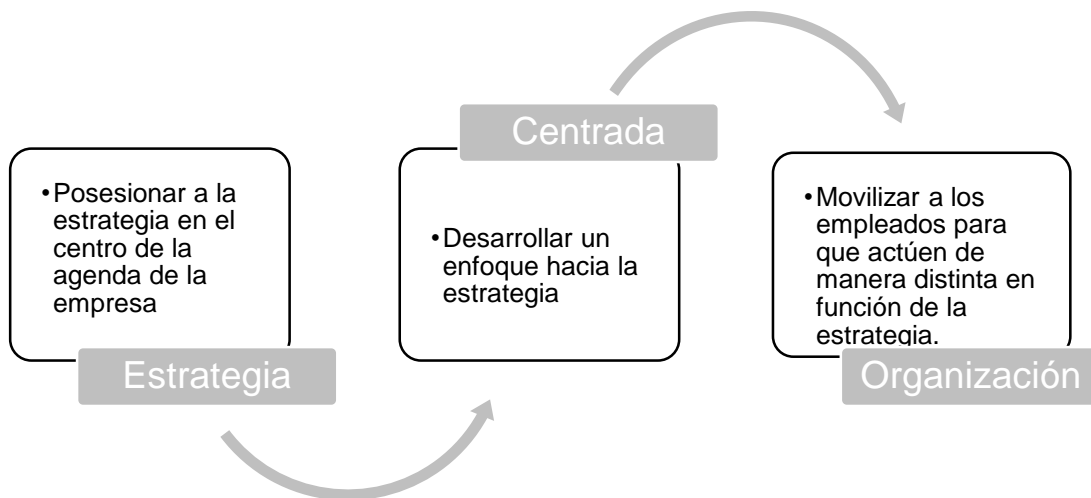 •Posesionar a la
estrategia en el
centro de la
agenda de la
empresa
Estrategia
Centrada
•Desarrollar un
enfoque hacia la
estrategia
•Movilizar a los
empleados para
que actúen de
manera distinta en
función de la
estrategia.
Organización